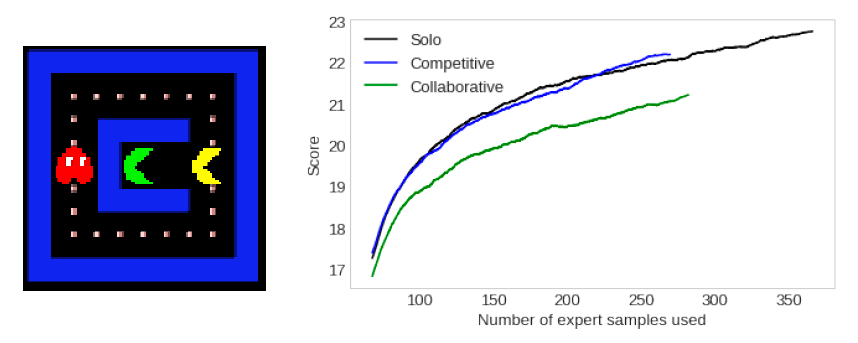 23
22
21
20
19
18
17
Score
Solo
Competitive
Collaborative
100 150 200 250 300 350
Number of expert samples used